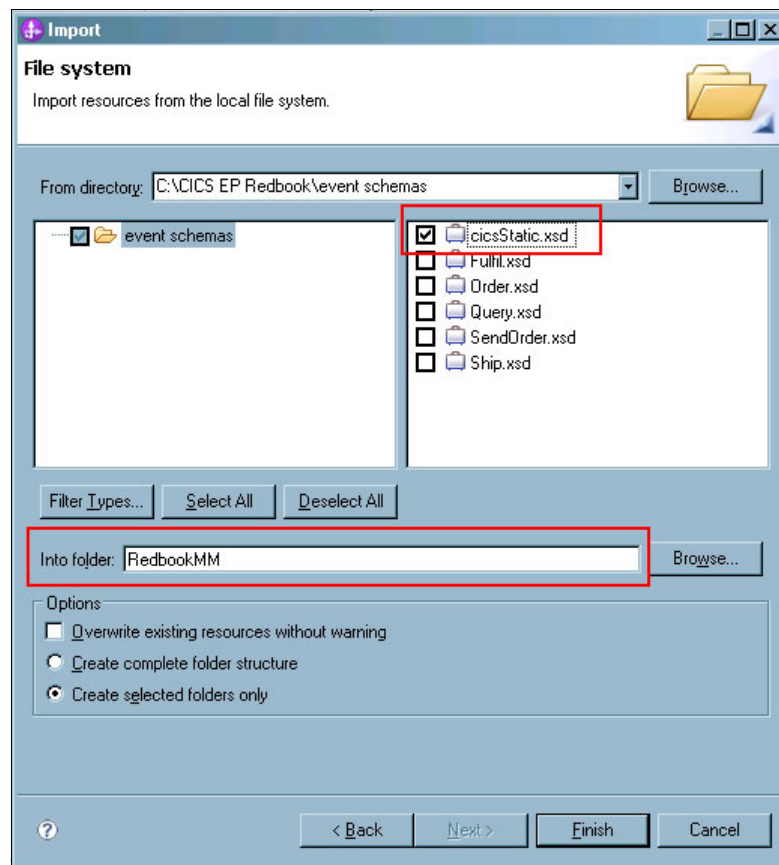 Import
File system
Import resources from the local file system.
From directory: C:\CICS EP Redbook\event schemas Browse...
event schemas
cicsStatic.xsd
Fulfil.xsd
Order.xsd
Query.xsd
SendOrder.xsd
Ship.xsd
Filter Types... Select All Deselect All
Into folder: RedbookMM Browse...
Options
Overwrite existing resources without warning
Create complete folder structure
Create selected folders only
? < Back Next > Finish Cancel